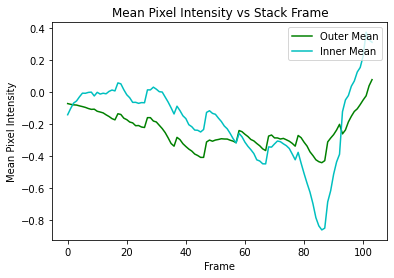 Mean Pixel Intensity vs Stack Frame
Outer Mean
Inner Mean
Mean Pixel Intensity
0.4
0.2
0.0
−0.2
−0.4
−0.6
−0.8
0 20 40 60 80 100
Frame